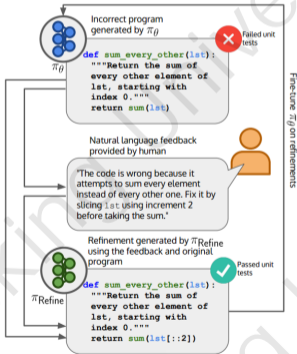 Incorrect program
generated by πθ
πθ
Failed unit
tests
def sum_every_other(lst):
"""Return the sum of
every other element of
lst, starting with
index 0."""
return sum(lst)
Fine-tune πθ on refinements
Natural language feedback
provided by human
"The code is wrong because it
attempts to sum every element
instead of every other one. Fix it by
slicing lst using increment 2
before taking the sum."
Refinement generated by πRefine
using the feedback and original
program
πRefine
Passed unit
tests
def sum_every_other(lst):
"""Return the sum of
every other element of
lst, starting with
index 0."""
return sum(lst[::2])